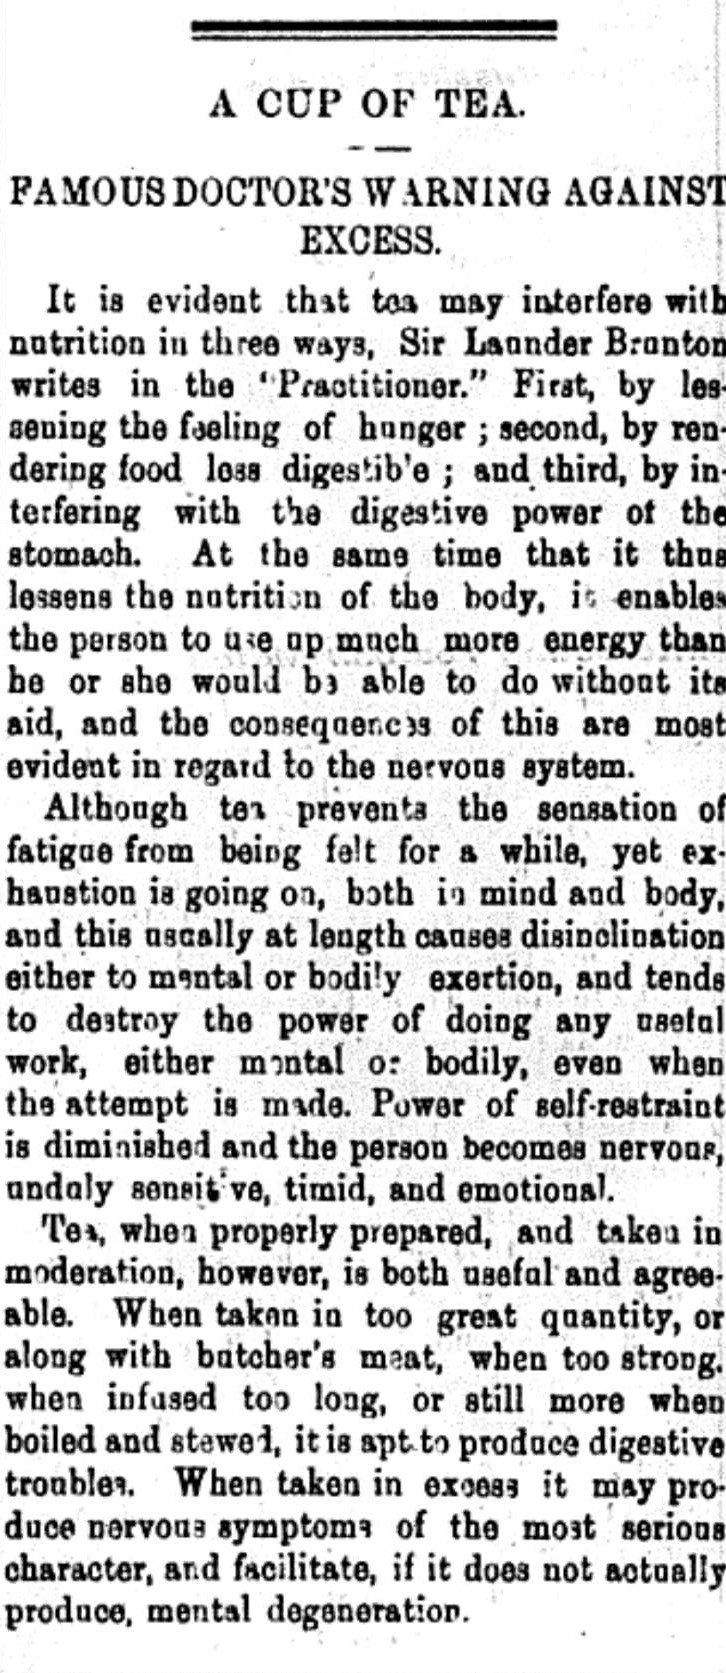 A CUP OF TEA.
FAMOUS DOCTOR'S WARNING AGAINST
EXCESS.
It is evident that tea may interfere with
nutrition in three ways, Sir Launder Brunton
writes in the "Practitioner." First, by les-
sening the feeling of hunger ; second, by ren-
dering food less digestible ; and third, by in-
terfering with the digestive power of the
stomach. At the same time that it thus
lessens the nutrition of the body, it enables
the person to use up much more energy than
he or she would be able to do without its
aid, and the consequences of this are most
evident in regard to the nervous system.
Although tea prevents the sensation of
fatigue from being felt for a while, yet ex-
haustion is going on, both in mind and body,
and this usually at length causes disinclination
either to mental or bodily exertion, and tends
to destroy the power of doing any useful
work, either mental or bodily, even when
the attempt is made. Power of self-restraint
is diminished and the person becomes nervous,
unduly sensitive, timid, and emotional.
Tea, when properly prepared, and taken in
moderation, however, is both useful and agree-
able. When taken in too great quantity, or
along with butcher's meat, when too strong,
when infused too long, or still more when
boiled and stewed, it is apt to produce digestive
troubles. When taken in excess it may pro-
duce nervous symptoms of the most serious
character, and facilitate, if it does not actually
produce, mental degeneration.